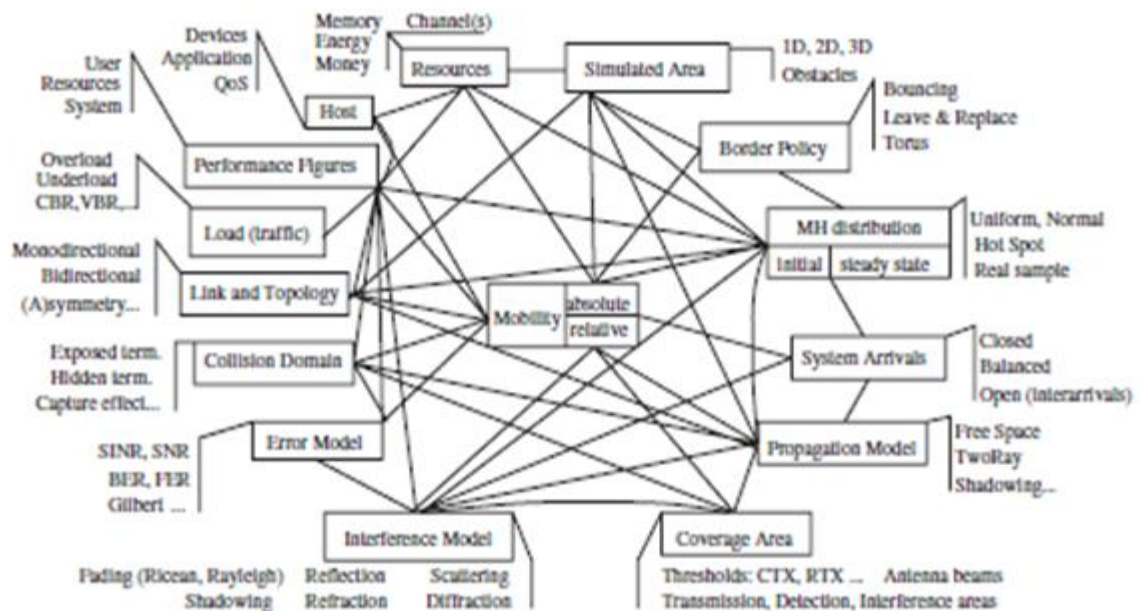 Devices
Application
QoS
Memory
Energy
Money
Channel(s)
Resources
Simulated Area
1D, 2D, 3D
Obstacles
User
Resources
System
Host
Bouncing
Leave & Replace
Torus
Performance Figures
Border Policy
Overload
Underload
CBR, VBR,...
Load (traffic)
MH distribution
initial
steady state
Uniform, Normal
Hot Spot
Real sample
Monodirectional
Bidirectional
(A)symmetry...
Link and Topology
Mobility
absolute
relative
Exposed term.
Hidden term.
Capture effect...
Collision Domain
System Arrivals
Closed
Balanced
Open (interarrivals)
SINR, SNR
BER, FER
Gilbert ...
Error Model
Propagation Model
Free Space
TwoRay
Shadowing...
Interference Model
Coverage Area
Fading (Ricean, Rayleigh) Reflection Scattering
Shadowing Refraction Diffraction
Thresholds: CTX, RTX ... Antenna beams
Transmission, Detection, Interference areas